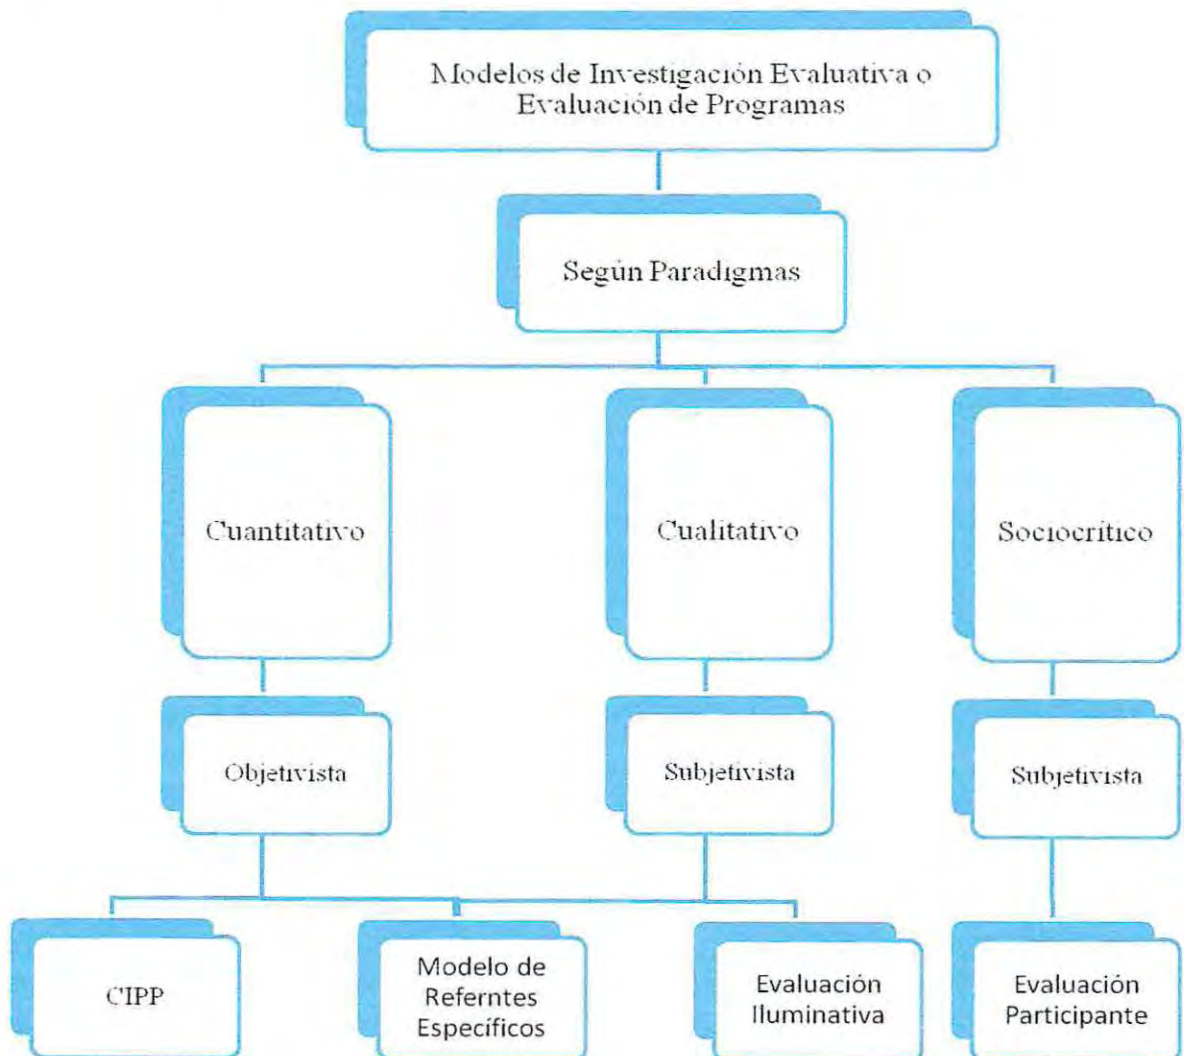 Modelos de Investigación Evaluativa o
Evaluación de Programas
Según Paradigmas
Cuantitativo
Cualitativo
Sociocrítico
Objetivista
Subjetivista
Subjetivista
CIPP
Modelo de
Referntes
Específicos
Evaluación
Iluminativa
Evaluación
Participante